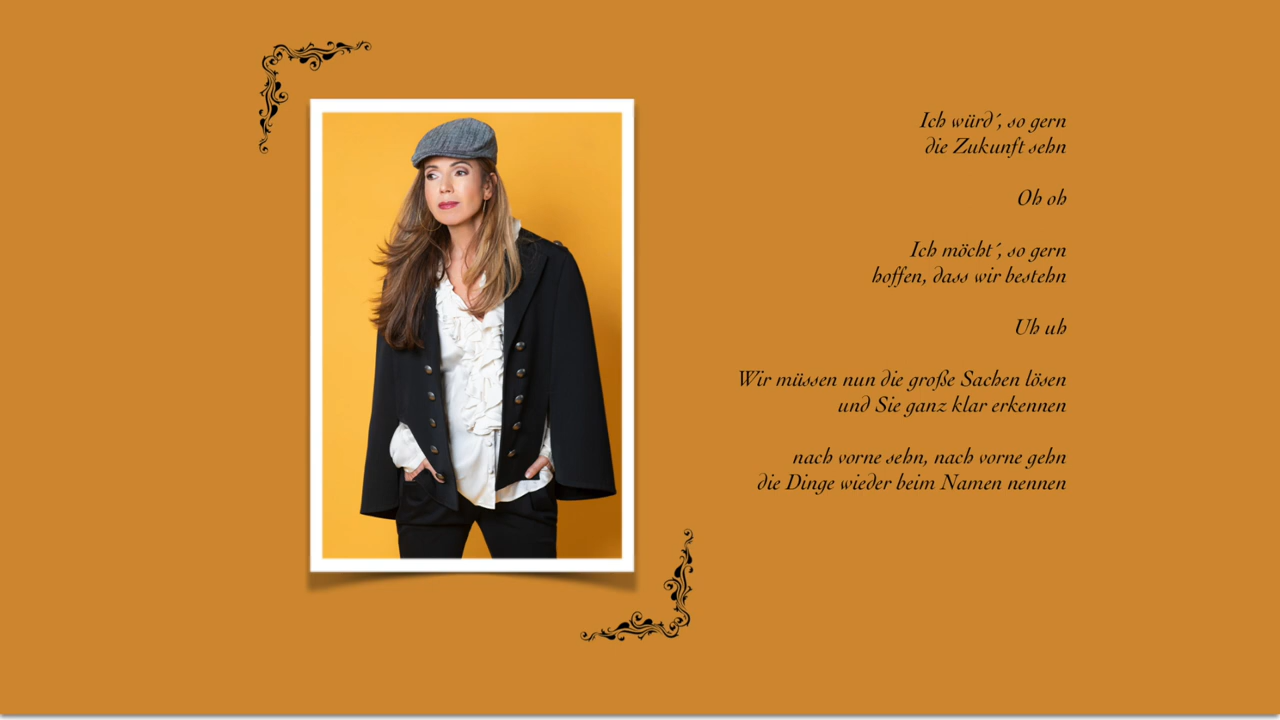 Ich würd´, so gern
die Zukunft sehn
Oh oh
Ich möcht´, so gern
hoffen, dass wir bestehn
Uh uh
Wir müssen nun die große Sachen lösen
und Sie ganz klar erkennen
nach vorne sehn, nach vorne gehn
die Dinge wieder beim Namen nennen